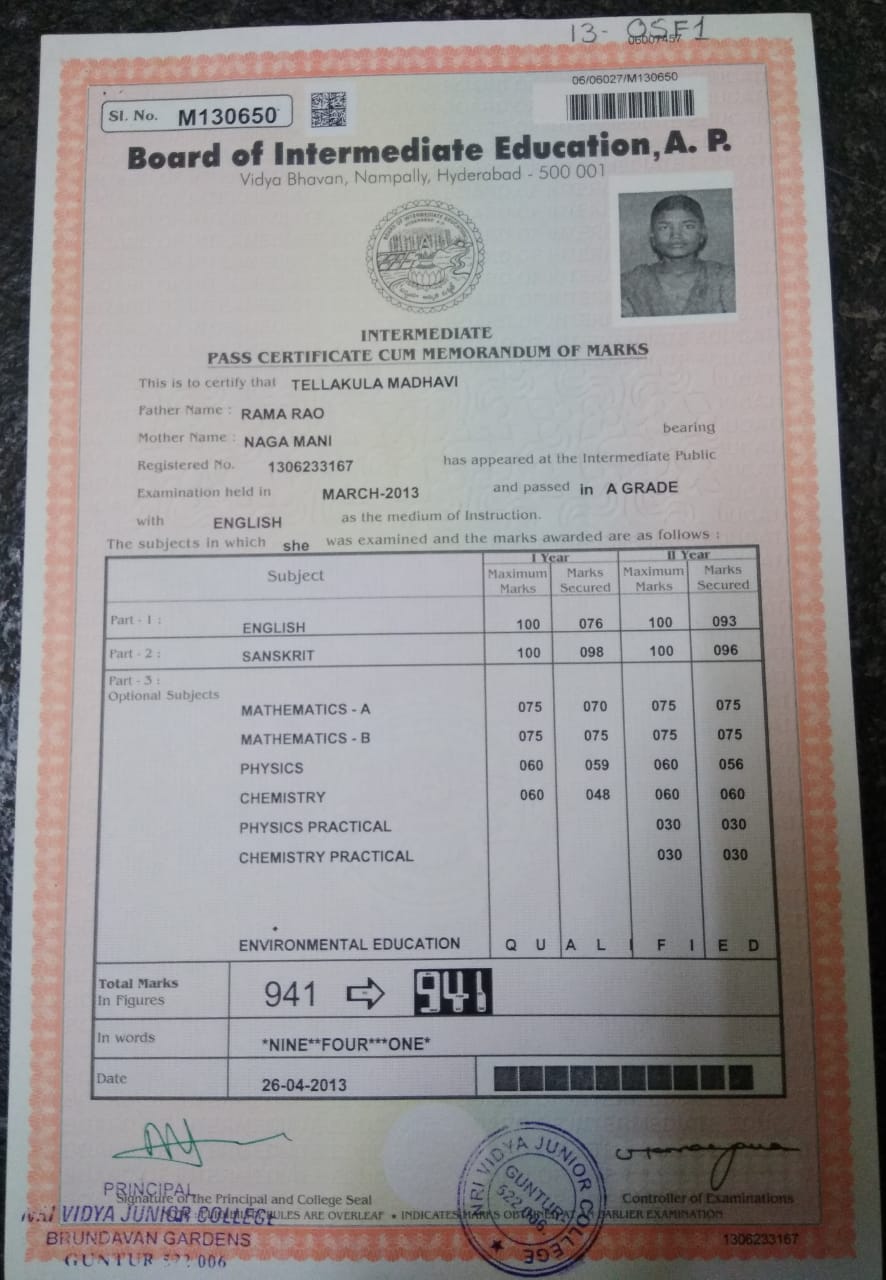 13- OSF1
06007457
06/06027/M130650
Sl. No. M130650
Board of Intermediate Education, A. P.
Vidya Bhavan, Nampally, Hyderabad - 500 001
INTERMEDIATE
PASS CERTIFICATE CUM MEMORANDUM OF MARKS
This is to certify that TELLAKULA MADHAVI
Father Name : RAMA RAO
Mother Name : NAGA MANI bearing
Registered No. 1306233167 has appeared at the Intermediate Public
Examination held in MARCH-2013 and passed in A GRADE
with ENGLISH as the medium of Instruction.
The subjects in which she was examined and the marks awarded are as follows :
Subject I Year II Year
Maximum Marks Marks Secured Maximum Marks Marks Secured
Part - 1 : ENGLISH 100 076 100 093
Part - 2 : SANSKRIT 100 098 100 096
Part - 3 :
Optional Subjects
MATHEMATICS - A 075 070 075 075
MATHEMATICS - B 075 075 075 075
PHYSICS 060 059 060 056
CHEMISTRY 060 048 060 060
PHYSICS PRACTICAL 030 030
CHEMISTRY PRACTICAL 030 030
ENVIRONMENTAL EDUCATION Q U A L I F I E D
Total Marks
In Figures 941 941
In words *NINE**FOUR***ONE*
Date 26-04-2013
PRINCIPAL
Signature of the Principal and College Seal
Controller of Examinations
NRI VIDYA JUNIOR COLLEGE
RULES ARE OVERLEAF • INDICATES MARKS OBTAINED AT AN EARLIER EXAMINATION
BRUNDAVAN GARDENS
GUNTUR 522 006
NRI VIDYA JUNIOR COLLEGE
GUNTUR-
522 006.
1306233167